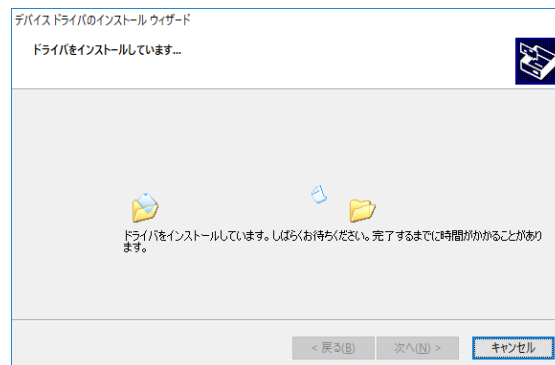 デバイス ドライバのインストール ウィザード
ドライバをインストールしています...
ドライバをインストールしています。しばらくお待ちください。完了するまでに時間がかかることがあり
ます。
< 戻る(B)
次へ(N) >
キャンセル